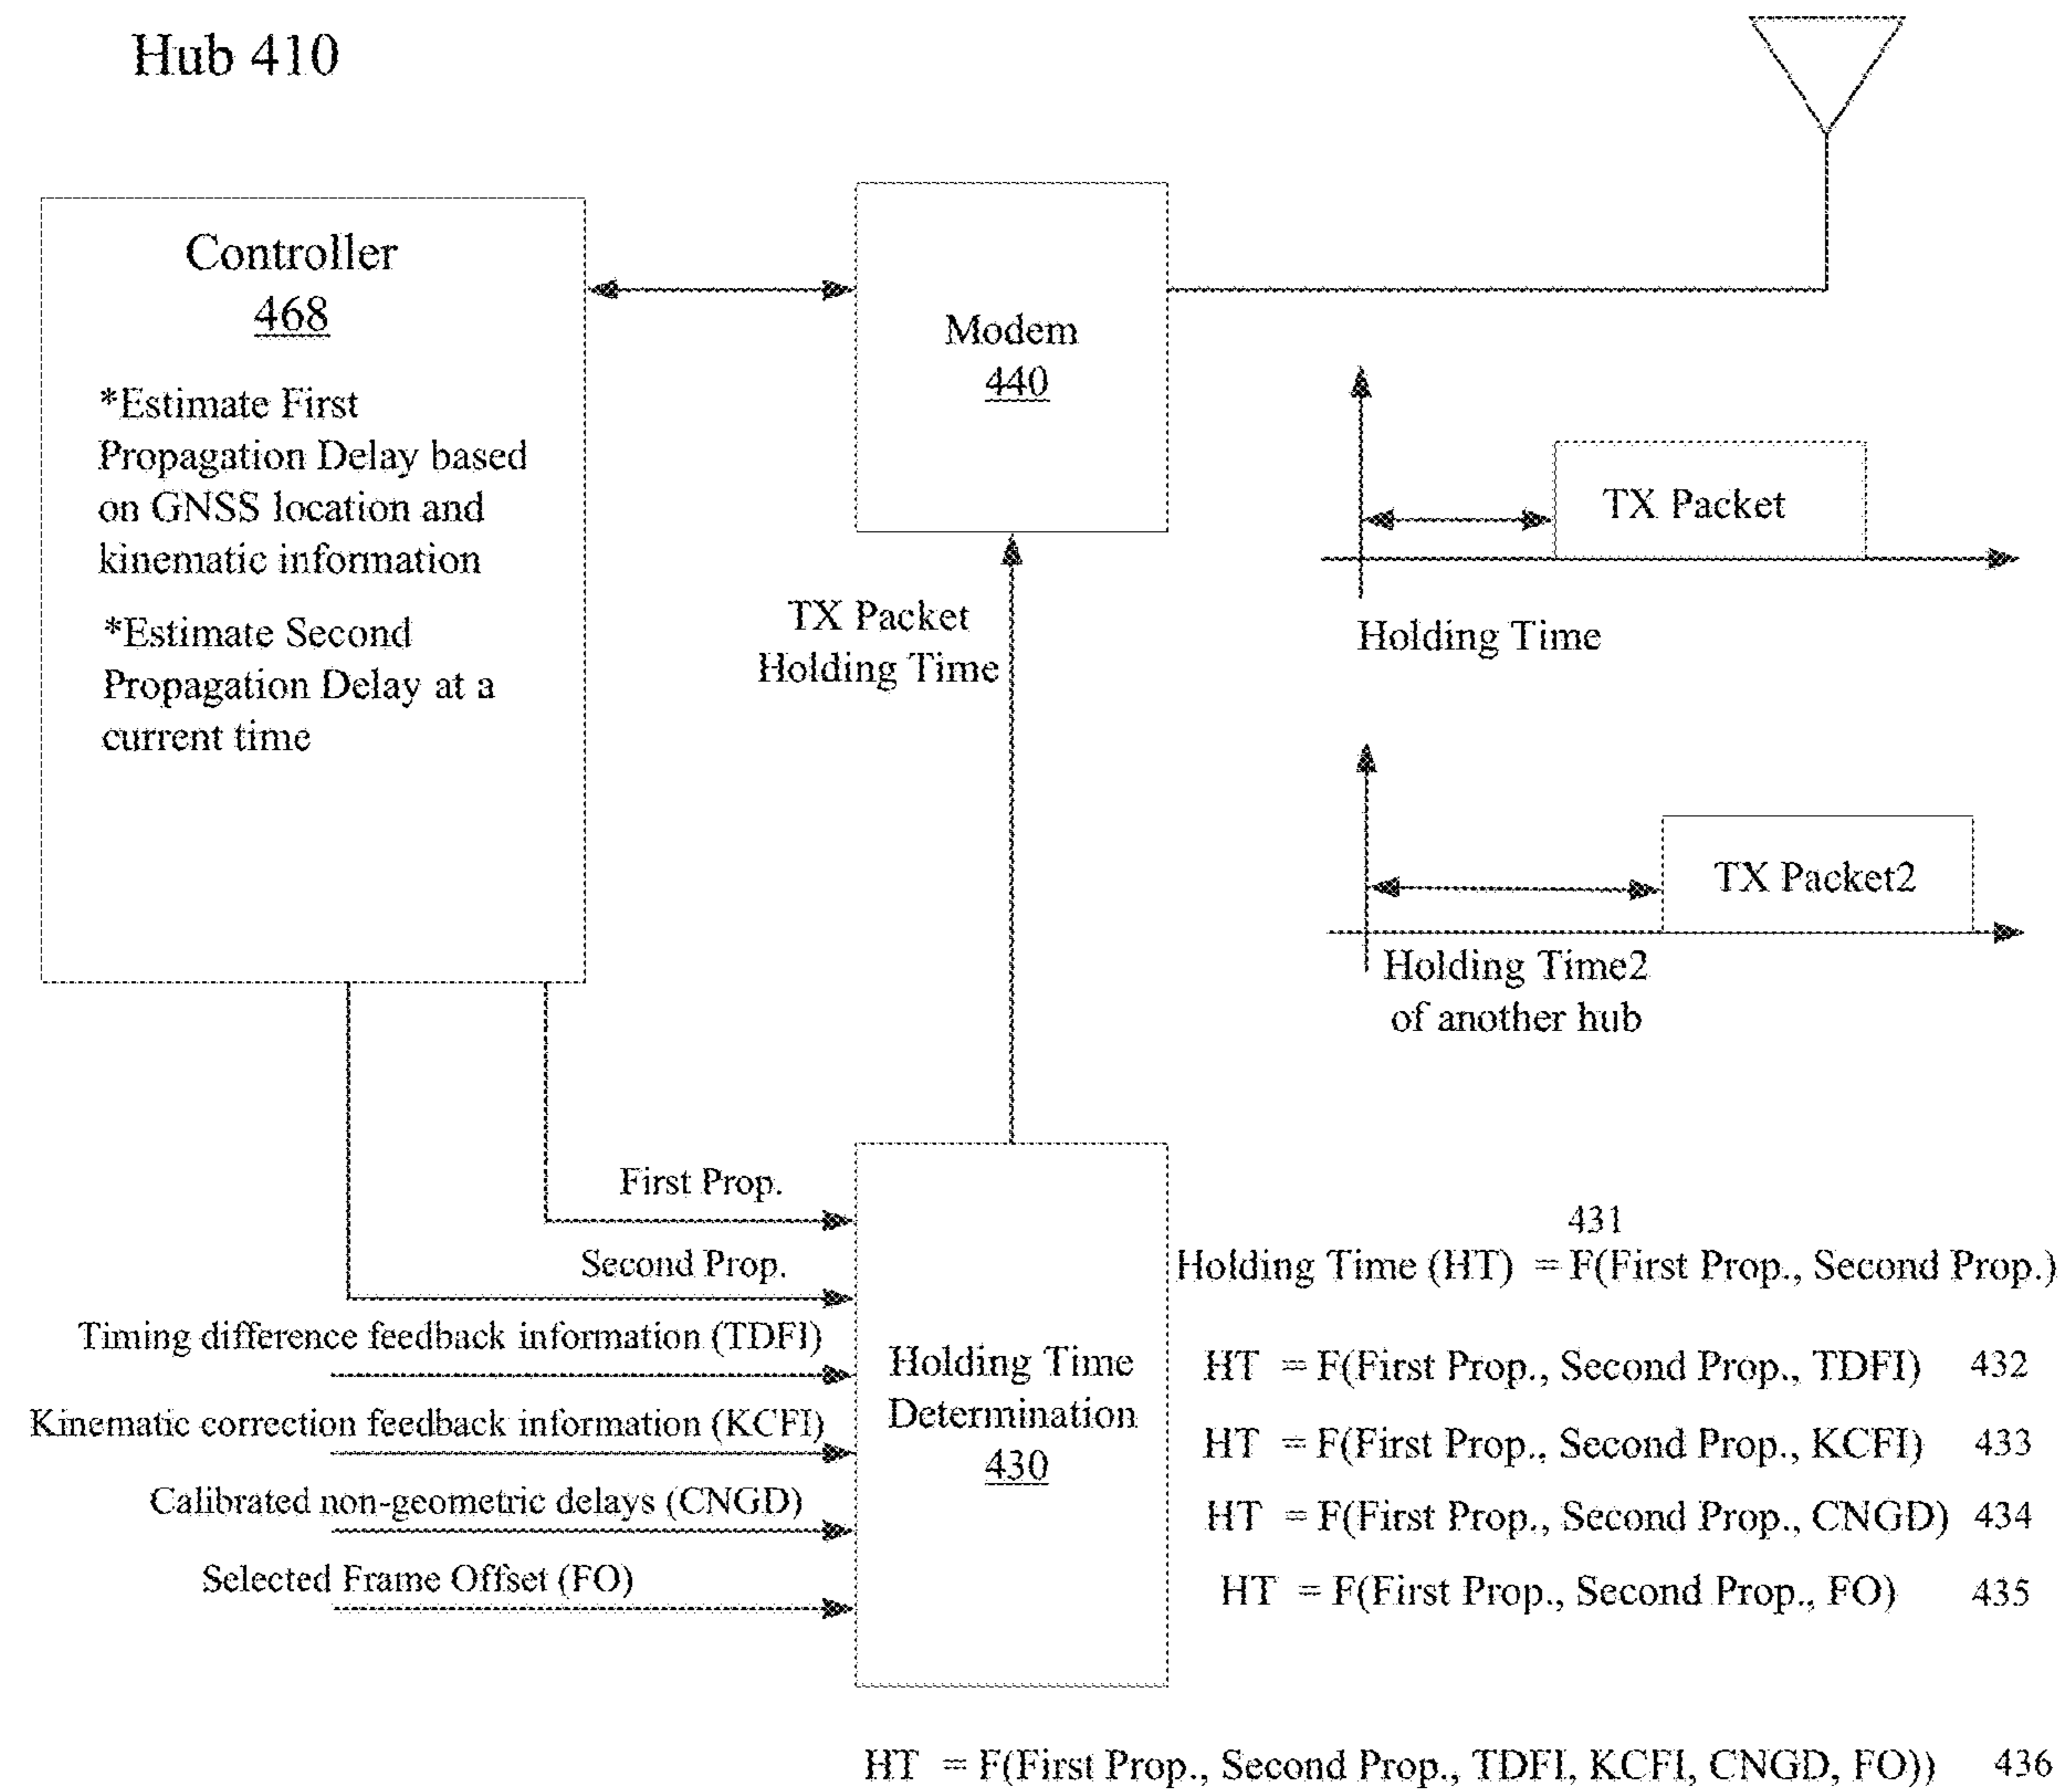 Hub 410
Controller
468
*Estimate First
Propagation Delay based
on GNSS location and
kinematic information
*Estimate Second
Propagation Delay at a
current time
Modem
440
TX Packet
Holding Time
TX Packet
Holding Time
TX Packet2
Holding Time2
of another hub
First Prop.
Second Prop.
Timing difference feedback information (TDFI)
Kinematic correction feedback information (KCFI)
Calibrated non-geometric delays (CNGD)
Selected Frame Offset (FO)
Holding Time
Determination
430
431
Holding Time (HT) = F(First Prop., Second Prop.)
HT = F(First Prop., Second Prop., TDFI) 432
HT = F(First Prop., Second Prop., KCFI) 433
HT = F(First Prop., Second Prop., CNGD) 434
HT = F(First Prop., Second Prop., FO) 435
HT = F(First Prop., Second Prop., TDFI, KCFI, CNGD, FO)) 436